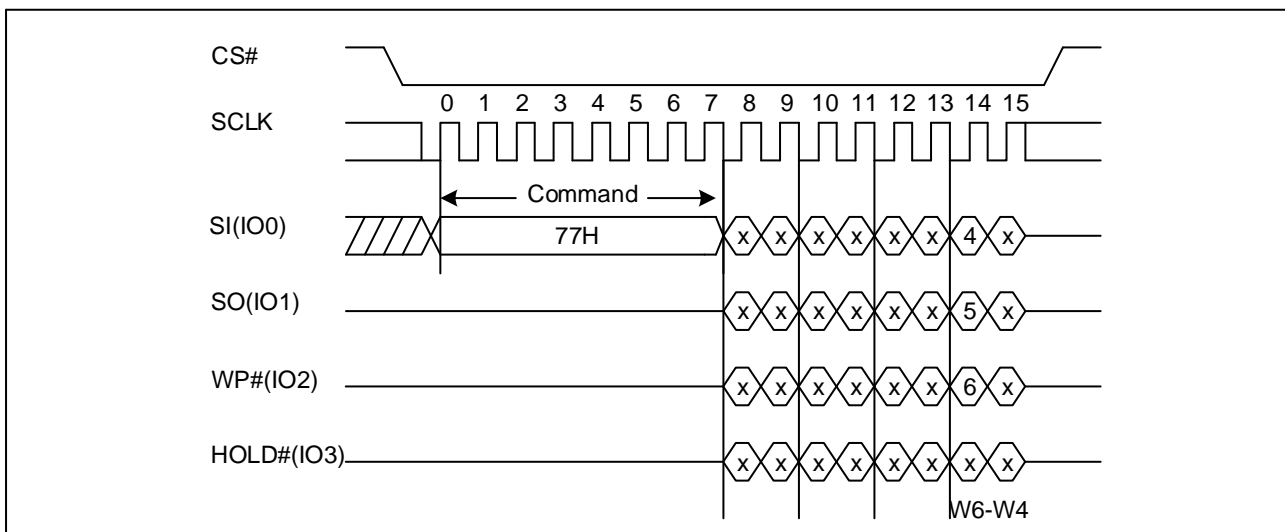 CS#
0 1 2 3 4 5 6 7 8 9 10 11 12 13 14 15
SCLK
Command
SI(IO0)
77H
x x x x x x 4 x
SO(IO1)
x x x x x x 5 x
WP#(IO2)
x x x x x x 6 x
HOLD#(IO3)
x x x x x x x x
W6-W4